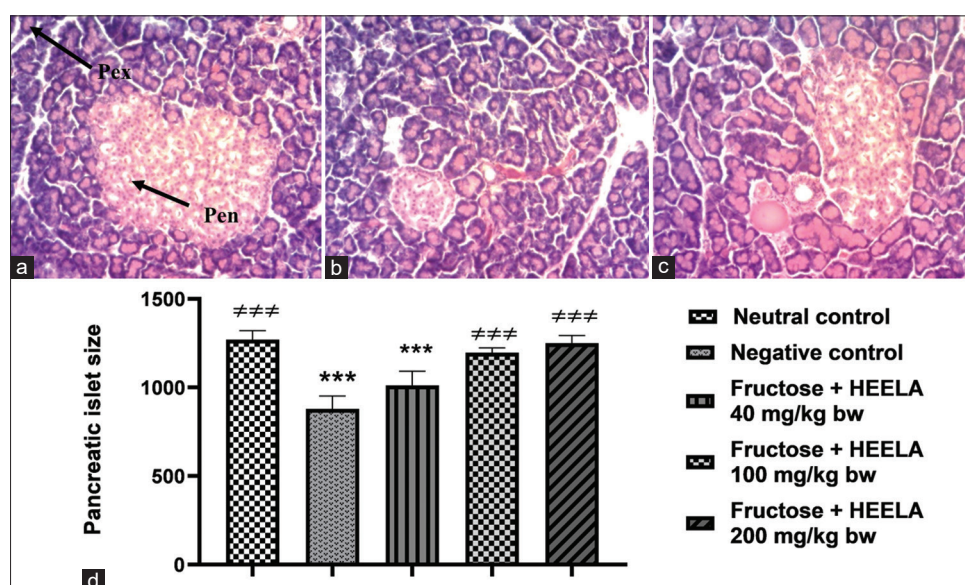 Pex
Pen
a
b
c
1500
1000
500
0
Pancreatic islet size
≠≠≠
***
***
≠≠≠
≠≠≠
Neutral control
Negative control
Fructose + HEELA
40 mg/kg bw
Fructose + HEELA
100 mg/kg bw
Fructose + HEELA
200 mg/kg bw
d